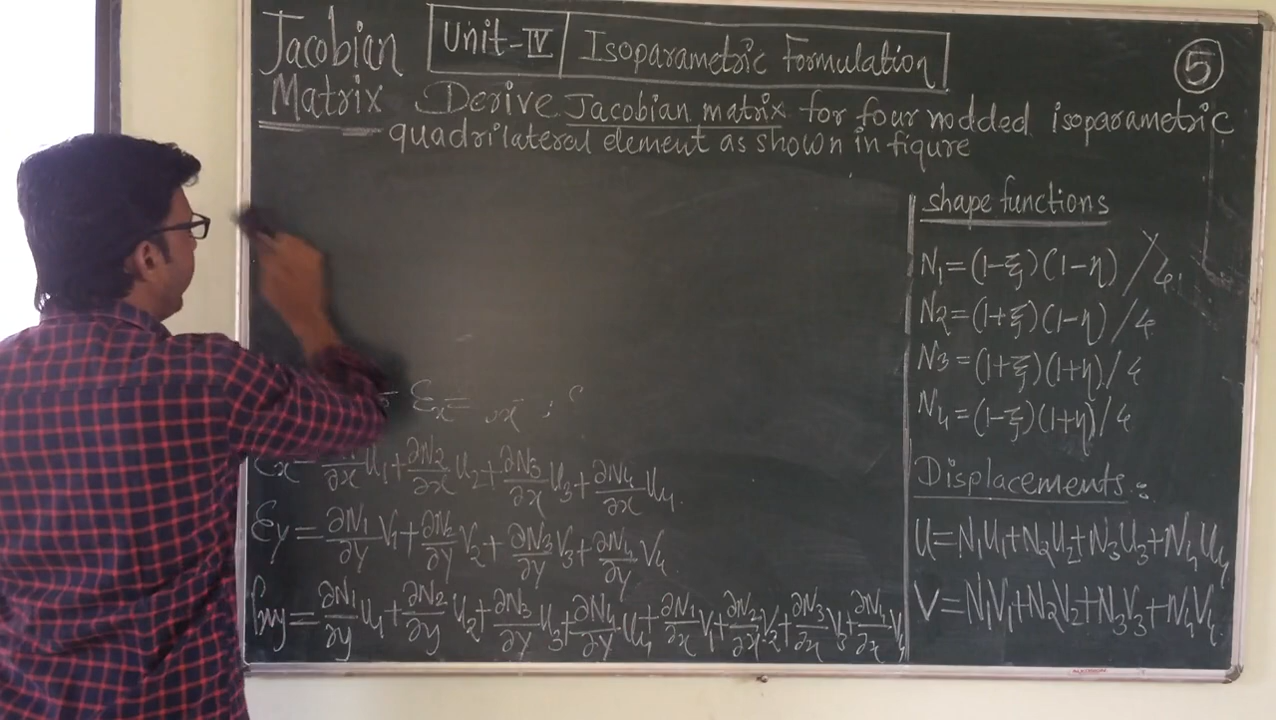 Jacobian Matrix
Unit-IV Isoparametric Formulation
5
Derive Jacobian matrix for four nodded isoparametric
quadrilateral element as shown in figure
shape functions
N1=(1-ξ)(1-η)/4
N2=(1+ξ)(1-η)/4
N3=(1+ξ)(1+η)/4
N4=(1-ξ)(1+η)/4
Displacements:
U=N1U1+N2U2+N3U3+N4U4
V=N1V1+N2V2+N3V3+N4V4
εx=
εx=∂N1/∂x U1+∂N2/∂x U2+∂N3/∂x U3+∂N4/∂x U4
εy=∂N1/∂y V1+∂N2/∂y V2+∂N3/∂y V3+∂N4/∂y V4
γxy=∂N1/∂y U1+∂N2/∂y U2+∂N3/∂y U3+∂N4/∂y U4+∂N1/∂x V1+∂N2/∂x V2+∂N3/∂x V3+∂N4/∂x V4